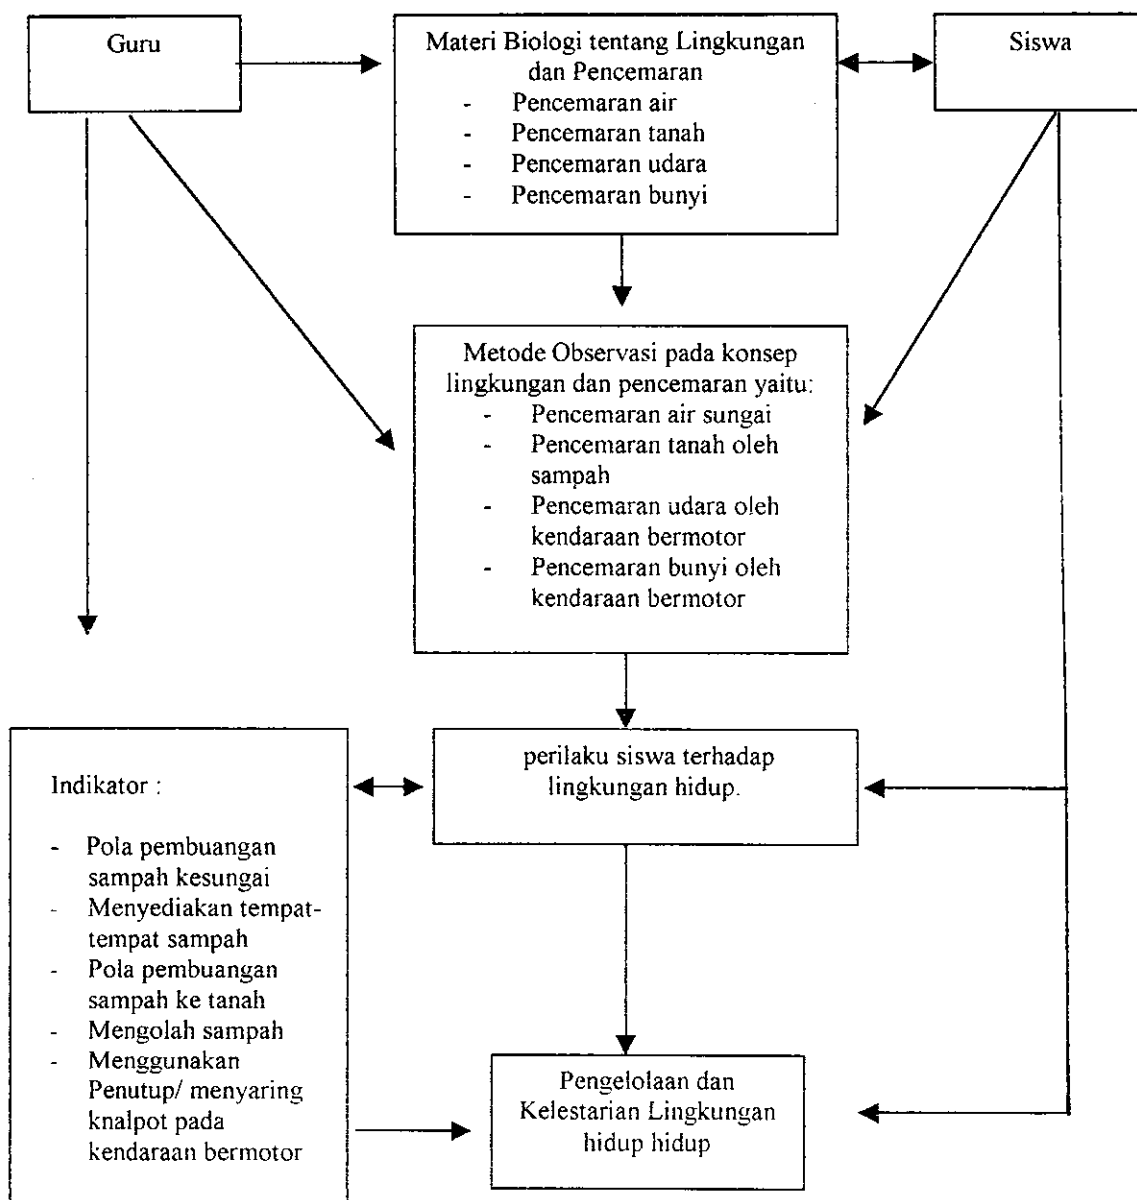 Guru
Materi Biologi tentang Lingkungan
dan Pencemaran
- Pencemaran air
- Pencemaran tanah
- Pencemaran udara
- Pencemaran bunyi
Siswa
Metode Observasi pada konsep
lingkungan dan pencemaran yaitu:
- Pencemaran air sungai
- Pencemaran tanah oleh
sampah
- Pencemaran udara oleh
kendaraan bermotor
- Pencemaran bunyi oleh
kendaraan bermotor
Indikator :
- Pola pembuangan
sampah kesungai
- Menyediakan tempat-
tempat sampah
- Pola pembuangan
sampah ke tanah
- Mengolah sampah
- Menggunakan
Penutup/ menyaring
knalpot pada
kendaraan bermotor
perilaku siswa terhadap
lingkungan hidup.
Pengelolaan dan
Kelestarian Lingkungan
hidup hidup